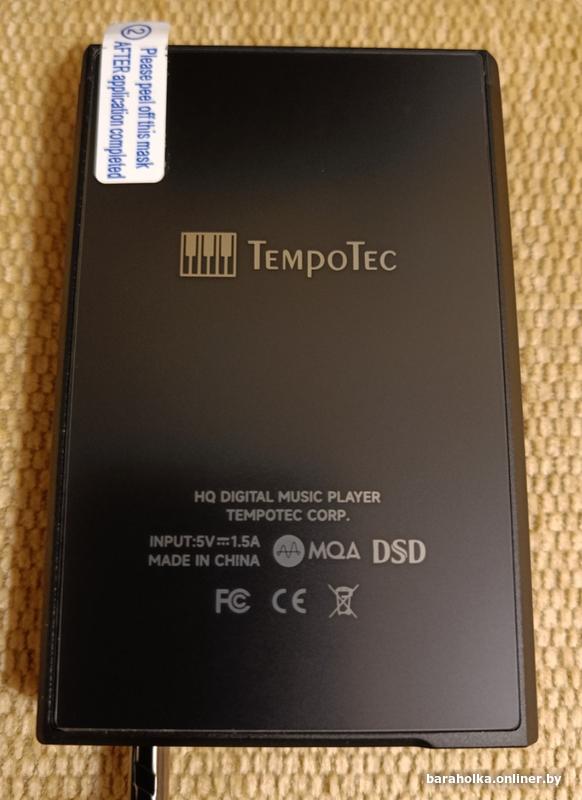 ② Please peel off this mask
AFTER application completed
TEMPOTEC
HQ DIGITAL MUSIC PLAYER
TEMPOTEC CORP.
INPUT:5V⎓1.5A
MADE IN CHINA
MQA DSD
FC CE
baraholka.onliner.by